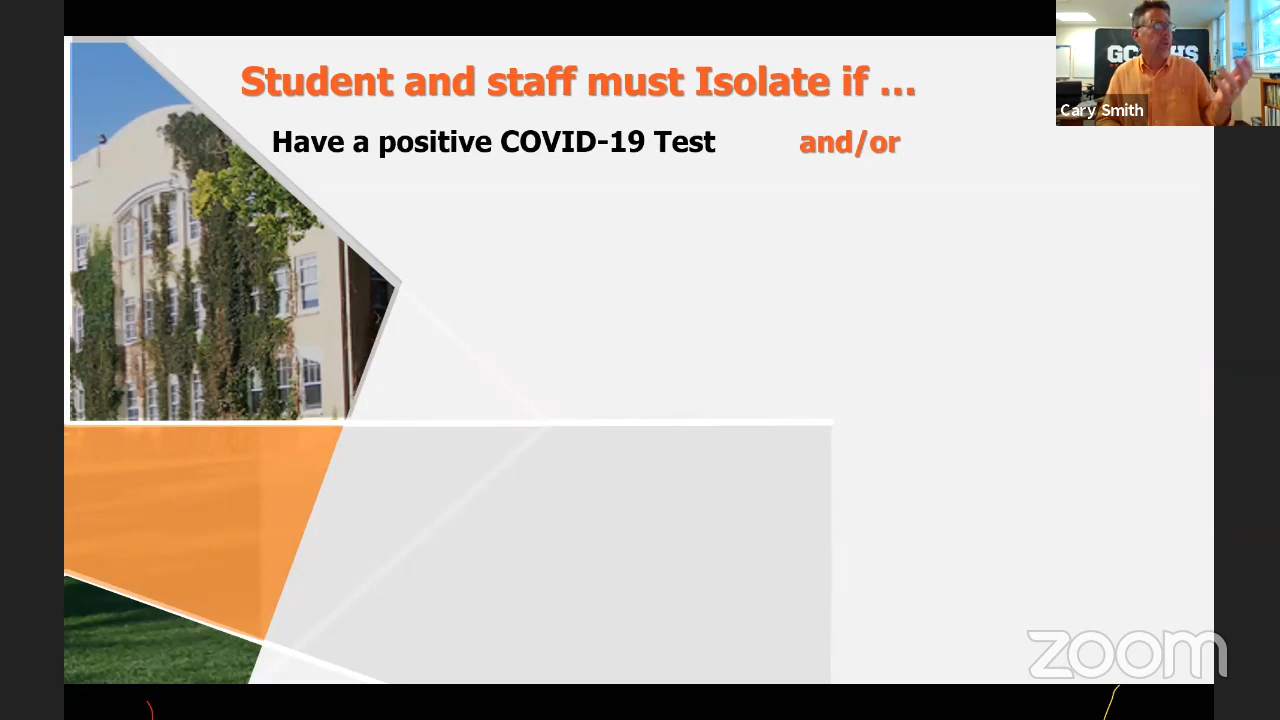 Student and staff must Isolate if ...
Have a positive COVID-19 Test and/or
Cary Smith
zoom